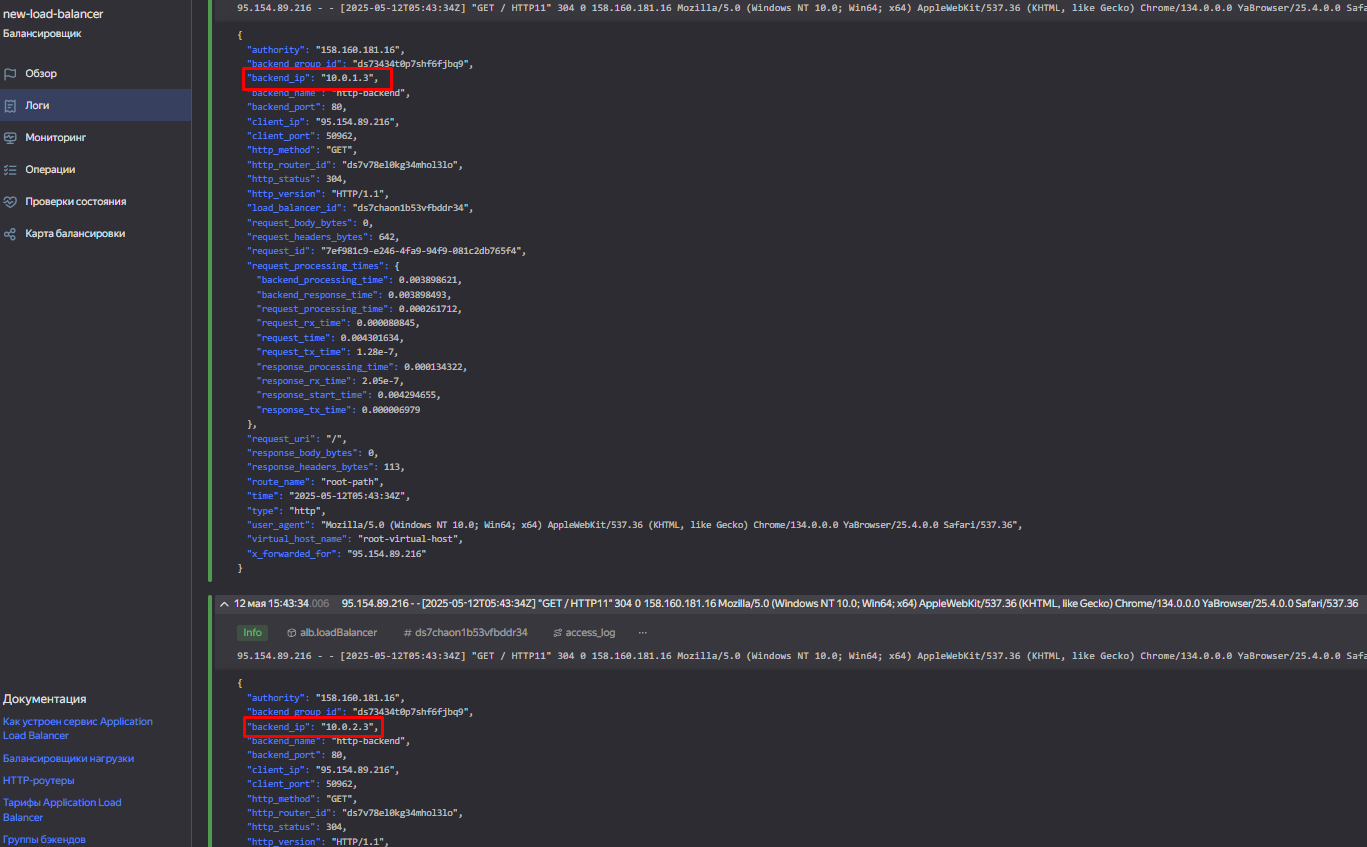 new-load-balancer
Балансировщик
Обзор
Логи
Мониторинг
Операции
Проверки состояния
Карта балансировки
Документация
Как устроен сервис Application
Load Balancer
Балансировщики нагрузки
HTTP-роутеры
Тарифы Application Load
Balancer
Группы бэкендов
95.154.89.216 - - [2025-05-12T05:43:34Z] "GET / HTTP11" 304 0 158.160.181.16 Mozilla/5.0 (Windows NT 10.0; Win64; x64) AppleWebKit/537.36 (KHTML, like Gecko) Chrome/134.0.0.0 YaBrowser/25.4.0.0 Safa
{
"authority": "158.160.181.16",
"backend_group_id": "ds73434t0p7shf6fjbq9",
"backend_ip": "10.0.1.3",
"backend_name": "http-backend",
"backend_port": 80,
"client_ip": "95.154.89.216",
"client_port": 50962,
"http_method": "GET",
"http_router_id": "ds7v78el0kg34mhol3lo",
"http_status": 304,
"http_version": "HTTP/1.1",
"load_balancer_id": "ds7chaon1b53vfbddr34",
"request_body_bytes": 0,
"request_headers_bytes": 642,
"request_id": "7ef981c9-e246-4fa9-94f9-081c2db765f4",
"request_processing_times": {
"backend_processing_time": 0.003898621,
"backend_response_time": 0.003898493,
"request_processing_time": 0.000261712,
"request_rx_time": 0.000080845,
"request_time": 0.004301634,
"request_tx_time": 1.28e-7,
"response_processing_time": 0.000134322,
"response_rx_time": 2.05e-7,
"response_start_time": 0.004294655,
"response_tx_time": 0.000006979
},
"request_uri": "/",
"response_body_bytes": 0,
"response_headers_bytes": 113,
"route_name": "root-path",
"time": "2025-05-12T05:43:34Z",
"type": "http",
"user_agent": "Mozilla/5.0 (Windows NT 10.0; Win64; x64) AppleWebKit/537.36 (KHTML, like Gecko) Chrome/134.0.0.0 YaBrowser/25.4.0.0 Safari/537.36",
"virtual_host_name": "root-virtual-host",
"x_forwarded_for": "95.154.89.216"
}
12 мая 15:43:34.006 95.154.89.216 - - [2025-05-12T05:43:34Z] "GET / HTTP11" 304 0 158.160.181.16 Mozilla/5.0 (Windows NT 10.0; Win64; x64) AppleWebKit/537.36 (KHTML, like Gecko) Chrome/134.0.0.0 YaBrowser/25.4.0.0 Safari/537.36
Info alb.loadBalancer # ds7chaon1b53vfbddr34 access_log ...
95.154.89.216 - - [2025-05-12T05:43:34Z] "GET / HTTP11" 304 0 158.160.181.16 Mozilla/5.0 (Windows NT 10.0; Win64; x64) AppleWebKit/537.36 (KHTML, like Gecko) Chrome/134.0.0.0 YaBrowser/25.4.0.0 Safa
{
"authority": "158.160.181.16",
"backend_group_id": "ds73434t0p7shf6fjbq9",
"backend_ip": "10.0.2.3",
"backend_name": "http-backend",
"backend_port": 80,
"client_ip": "95.154.89.216",
"client_port": 50962,
"http_method": "GET",
"http_router_id": "ds7v78el0kg34mhol3lo",
"http_status": 304,
"http_version": "HTTP/1.1",